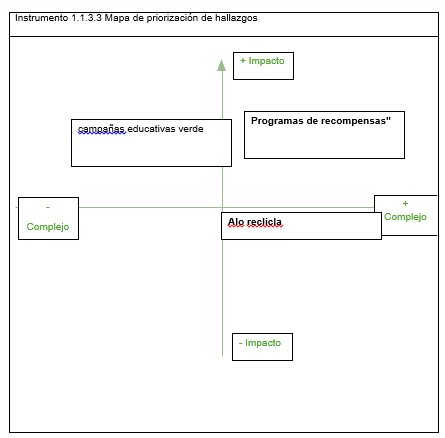 Instrumento 1.1.3.3 Mapa de priorización de hallazgos
+ Impacto
campañas educativas verde
Programas de recompensas"
-
Complejo
+
Complejo
Alo reclicla
- Impacto